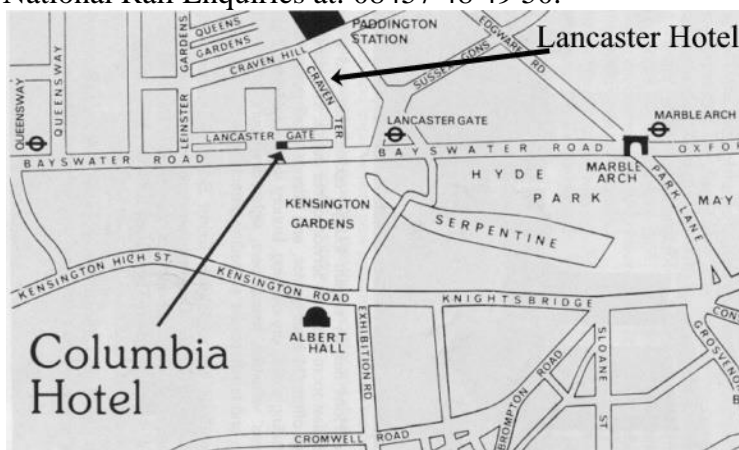 National Rail Enquiries at: 08457 48 49 50.
PADDINGTON
STATION
QUEENS
GARDENS
GARDENS
EDGWARE RD
Lancaster Hotel
CRAVEN HILL
CRAVEN TER
SUSSEX GDNS
QUEENSWAY
QUEENSWAY
LEINSTER
LANCASTER GATE
LANCASTER GATE
MARBLE ARCH
BAYSWATER ROAD
BAYSWATER ROAD
OXFO
MARBLE
ARCH
HYDE
PARK
PARK LANE
MAY
KENSINGTON
GARDENS
SERPENTINE
KENSINGTON HIGH ST.
KENSINGTON ROAD
KNIGHTSBRIDGE
ALBERT
HALL
EXHIBITION RD
Columbia
Hotel
BROMPTON ROAD
SLOANE ST
CON
GROSVENO
CROMWELL ROAD